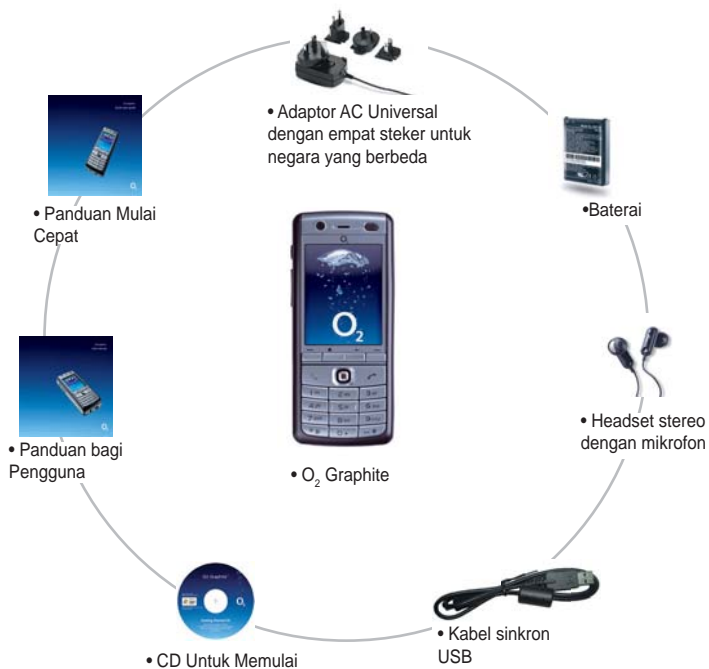 • Adaptor AC Universal
dengan empat steker untuk
negara yang berbeda
• Panduan Mulai
Cepat
•Baterai
O2
• Headset stereo
dengan mikrofon
• Panduan bagi
Pengguna
• O2 Graphite
• Kabel sinkron
USB
• CD Untuk Memulai